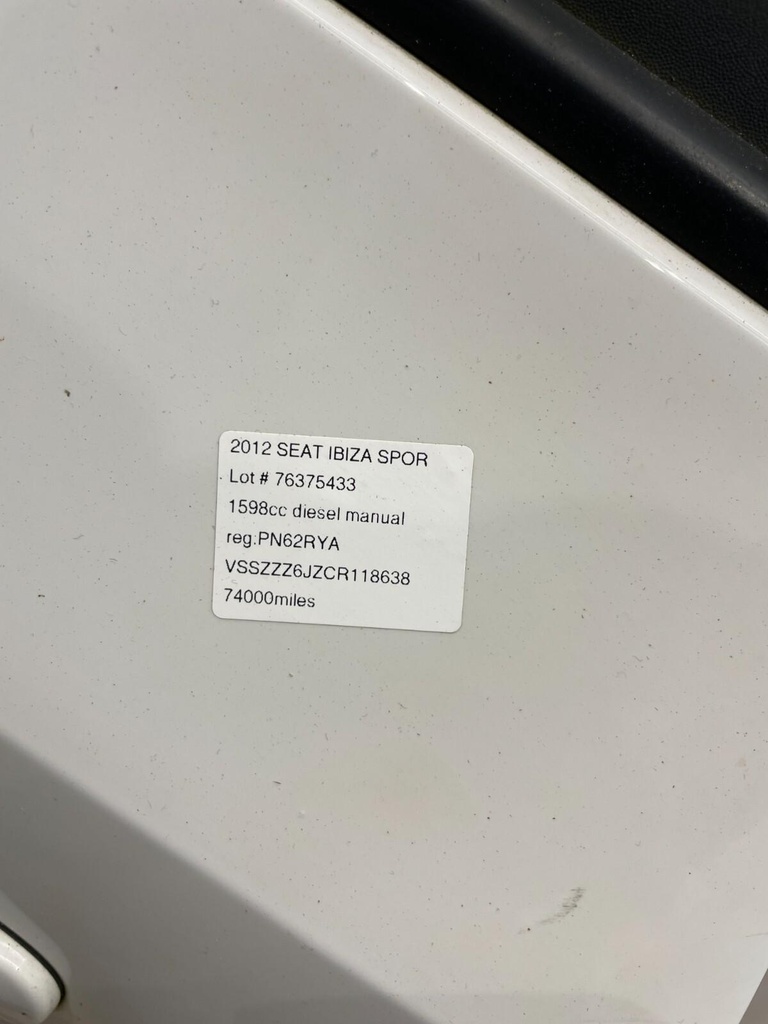 2012 SEAT IBIZA SPOR
Lot # 76375433
1598cc diesel manual
reg:PN62RYA
VSSZZZ6JZCR118638
74000miles